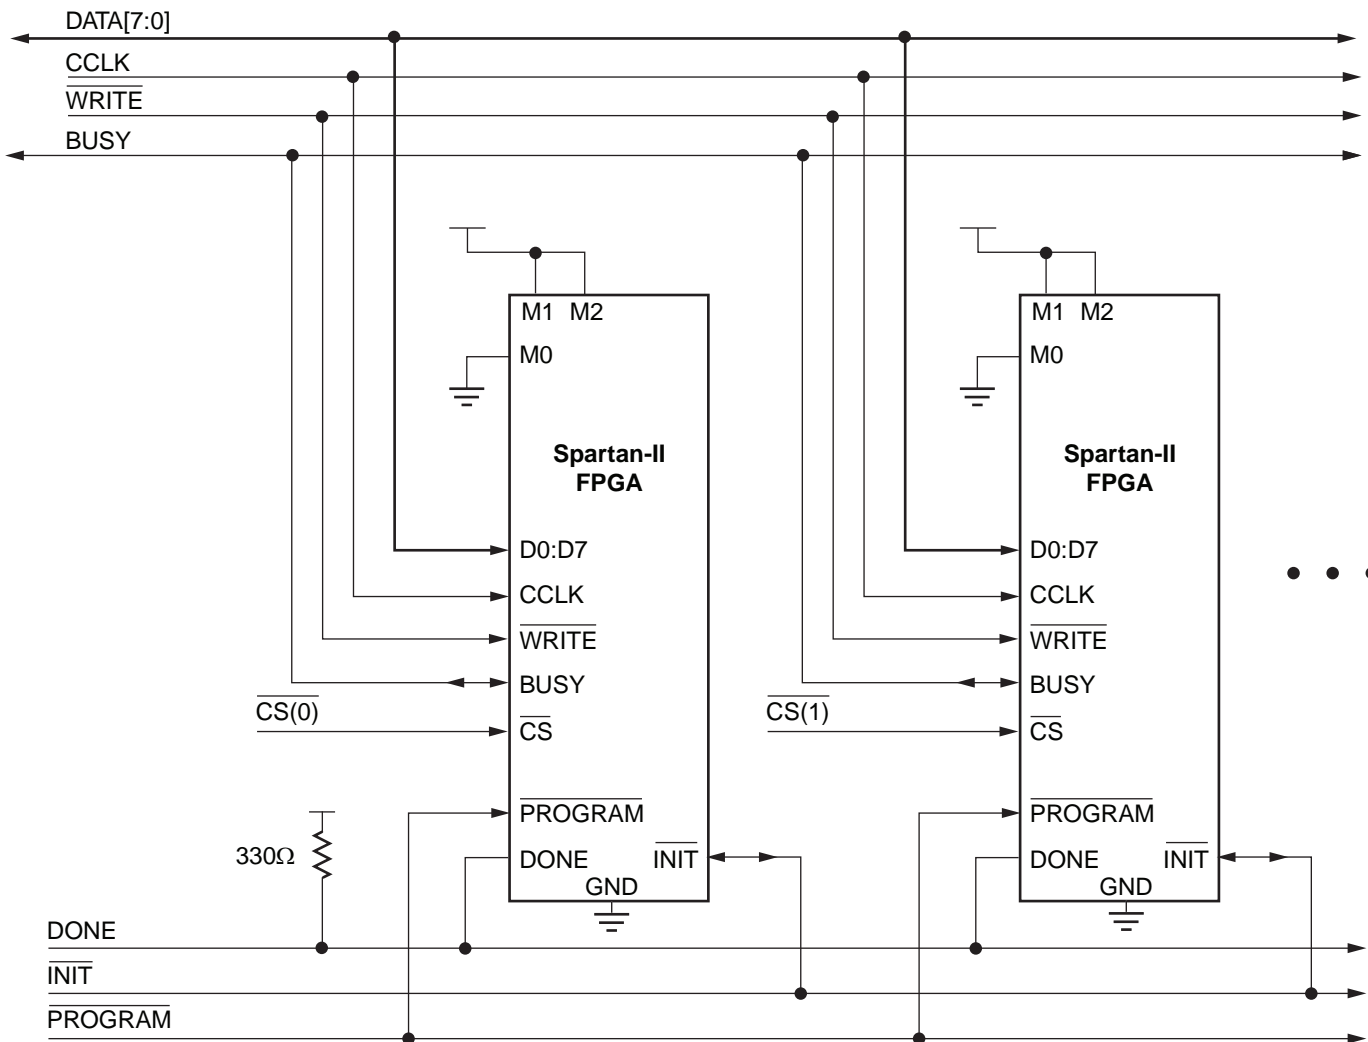 DATA[7:0]
CCLK
WRITE
BUSY
M1 M2
M0
Spartan-II
FPGA
D0:D7
CCLK
WRITE
BUSY
CS(0)
CS
PROGRAM
330Ω
DONE
INIT
GND
M1 M2
M0
Spartan-II
FPGA
D0:D7
CCLK
WRITE
BUSY
CS(1)
CS
PROGRAM
DONE
INIT
GND
DONE
INIT
PROGRAM